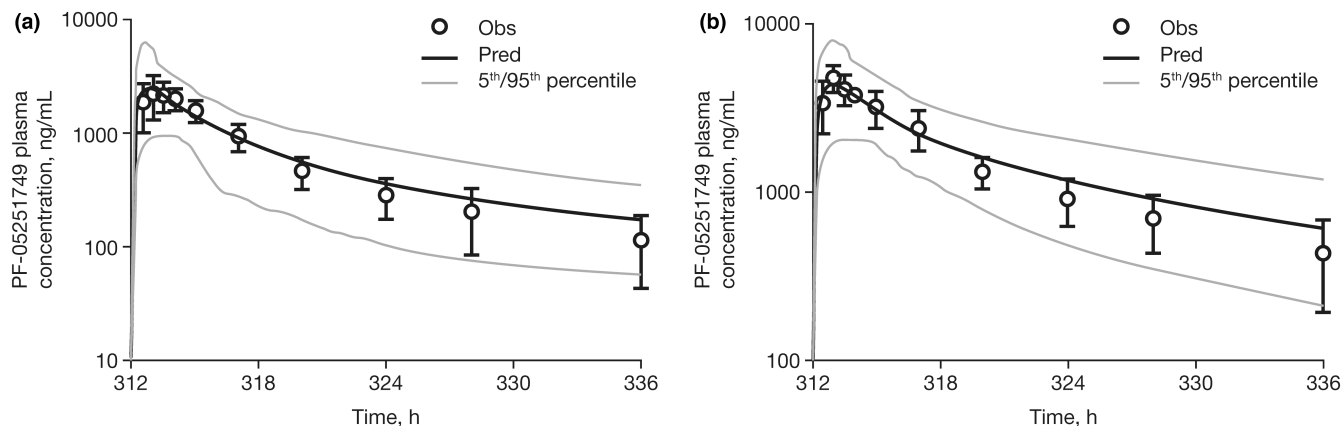 (a)
10000
1000
100
10
312
318
324
330
336
PF-05251749 plasma
concentration, ng/mL
Time, h
Obs
Pred
5th/95th percentile
(b)
10000
1000
100
312
318
324
330
336
PF-05251749 plasma
concentration, ng/mL
Time, h
Obs
Pred
5th/95th percentile